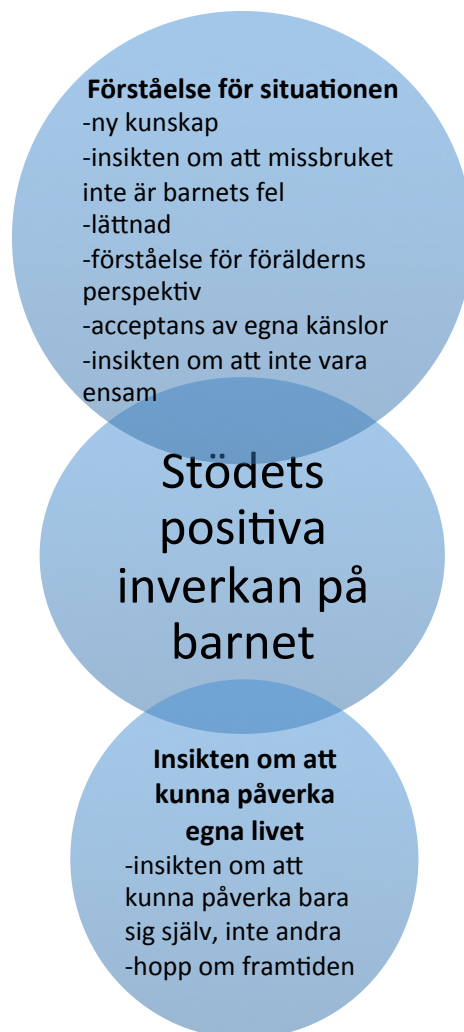 Förståelse för situationen
-ny kunskap
-insikten om att missbruket
inte är barnets fel
-lättnad
-förståelse för förälderns
perspektiv
-acceptans av egna känslor
-insikten om att inte vara
ensam
Stödets
positiva
inverkan på
barnet
Insikten om att
kunna påverka
egna livet
-insikten om att
kunna påverka bara
sig själv, inte andra
-hopp om framtiden